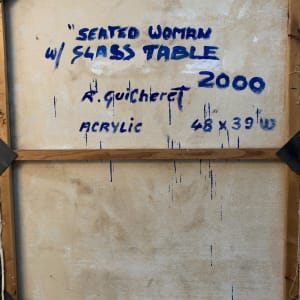 "SEATED WOMAN
W/ GLASS TABLE
2000
R. GUICHERET
ACRYLIC 48 X 39 W